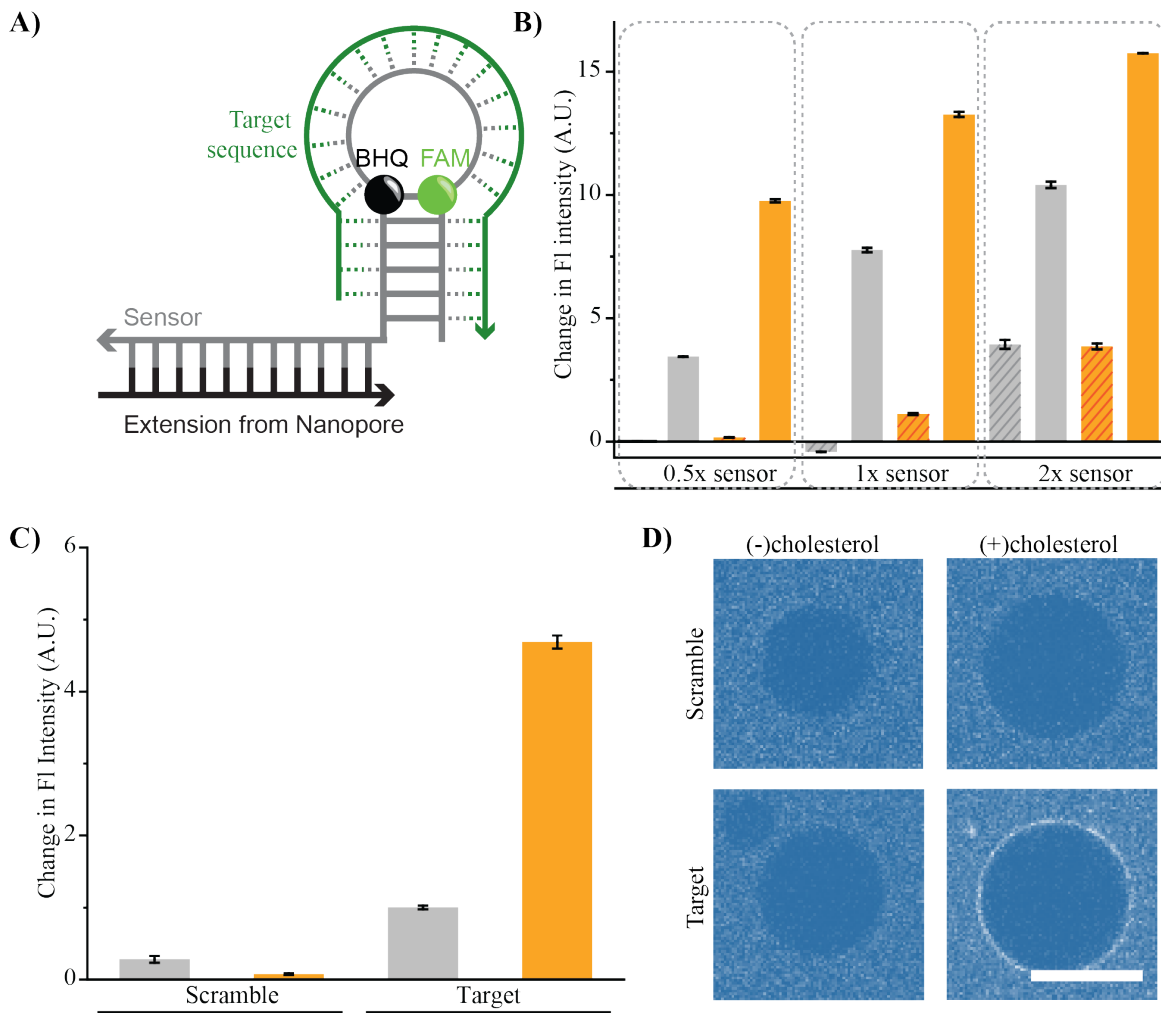 A)
Target
sequence
BHQ
FAM
Sensor
Extension from Nanopore
B)
Change in Fl intensity (A.U.)
15
10
5
0
0.5x sensor
1x sensor
2x sensor
C)
Change in Fl Intensity (A.U.)
6
4
2
0
Scramble
Target
D)
(-)cholesterol
(+)cholesterol
Scramble
Target